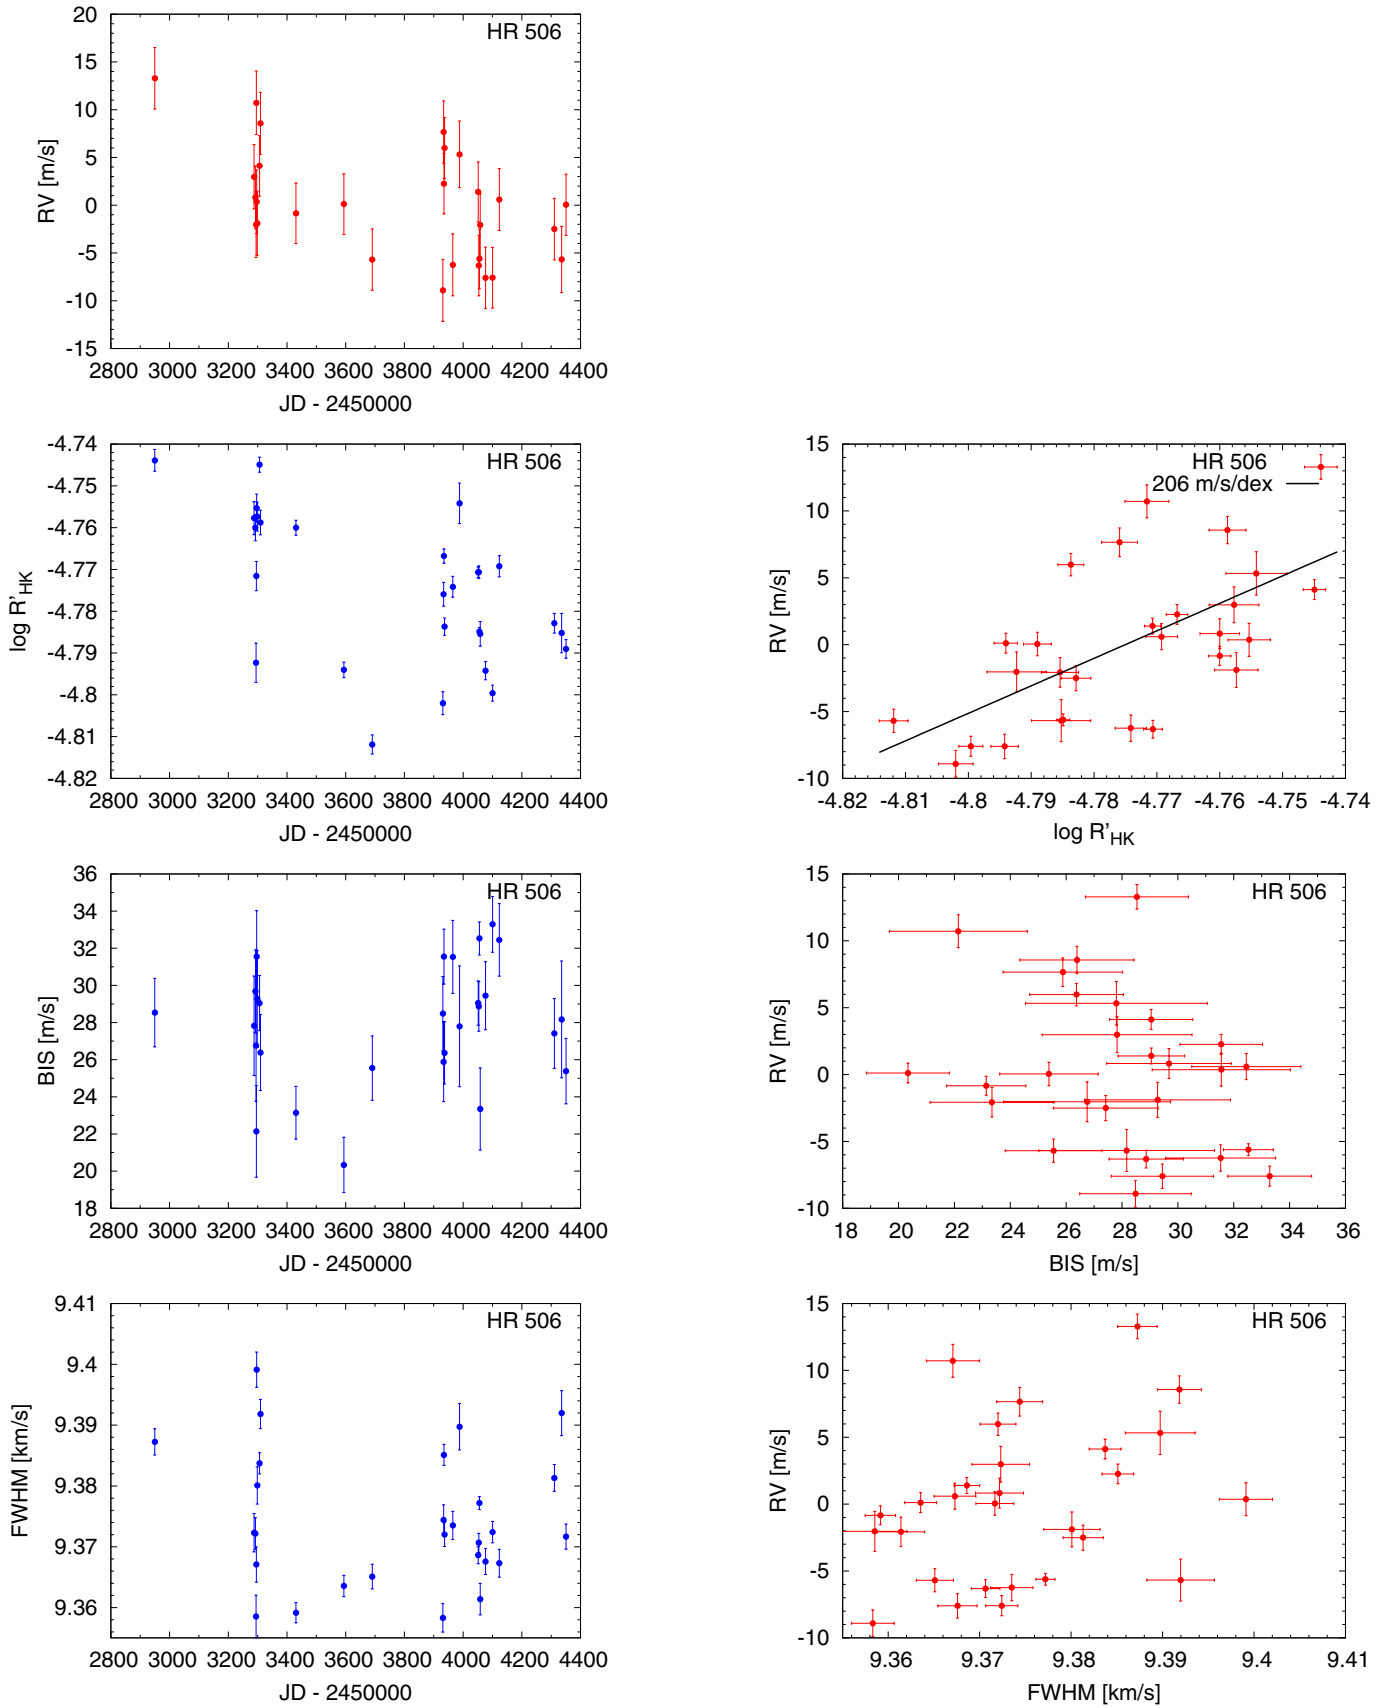 HR 506
20
15
10
5
0
-5
-10
-15
RV [m/s]
2800 3000 3200 3400 3600 3800 4000 4200 4400
JD - 2450000
HR 506
-4.74
-4.75
-4.76
-4.77
-4.78
-4.79
-4.8
-4.81
-4.82
log R'HK
2800 3000 3200 3400 3600 3800 4000 4200 4400
JD - 2450000
HR 506
206 m/s/dex
15
10
5
0
-5
-10
RV [m/s]
-4.82 -4.81 -4.8 -4.79 -4.78 -4.77 -4.76 -4.75 -4.74
log R'HK
HR 506
36
34
32
30
28
26
24
22
20
18
BIS [m/s]
2800 3000 3200 3400 3600 3800 4000 4200 4400
JD - 2450000
HR 506
15
10
5
0
-5
-10
RV [m/s]
18 20 22 24 26 28 30 32 34 36
BIS [m/s]
HR 506
9.41
9.4
9.39
9.38
9.37
9.36
FWHM [km/s]
2800 3000 3200 3400 3600 3800 4000 4200 4400
JD - 2450000
HR 506
15
10
5
0
-5
-10
RV [m/s]
9.36 9.37 9.38 9.39 9.4 9.41
FWHM [km/s]